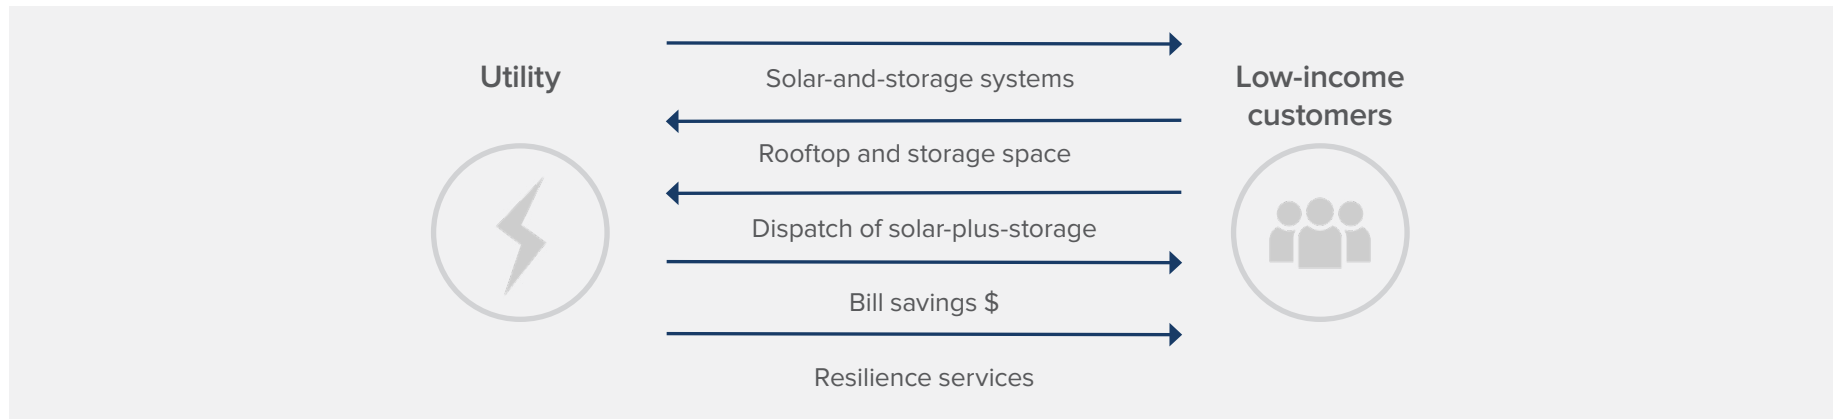 Utility
Solar-and-storage systems
Low-income
customers
Rooftop and storage space
Dispatch of solar-plus-storage
Bill savings $
Resilience services